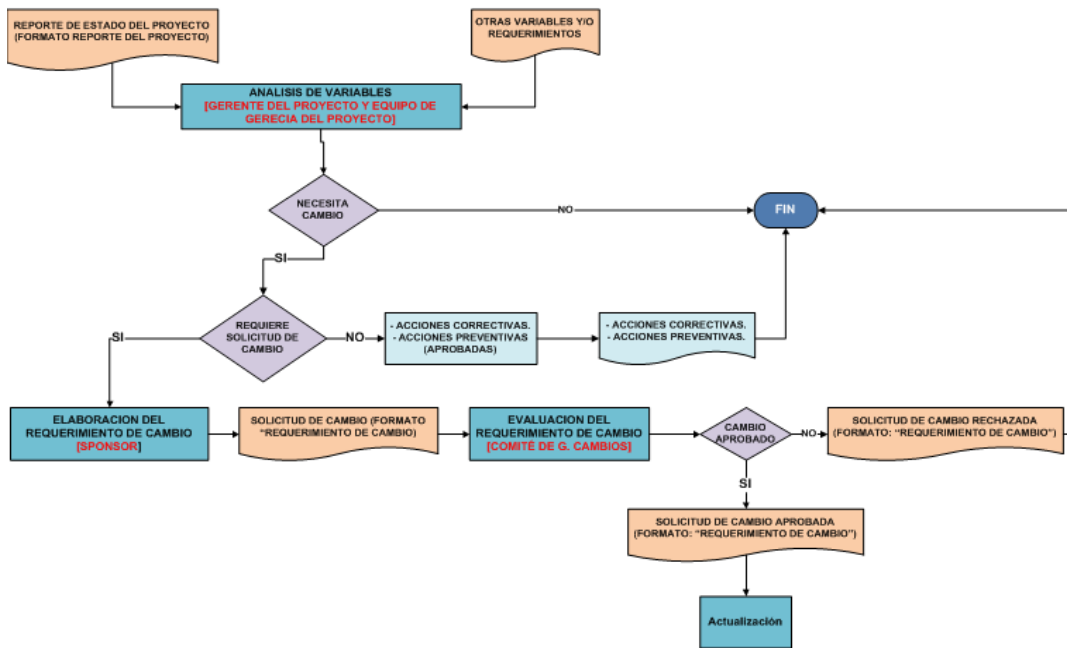 REPORTE DE ESTADO DEL PROYECTO
(FORMATO REPORTE DEL PROYECTO)
OTRAS VARIABLES Y/O
REQUERIMIENTOS
ANALISIS DE VARIABLES
[GERENTE DEL PROYECTO Y EQUIPO DE
GERECIA DEL PROYECTO]
NECESITA
CAMBIO
NO
FIN
SI
REQUIERE
SOLICITUD DE
CAMBIO
SI
NO
- ACCIONES CORRECTIVAS.
- ACCIONES PREVENTIVAS
(APROBADAS)
- ACCIONES CORRECTIVAS.
- ACCIONES PREVENTIVAS.
ELABORACION DEL
REQUERIMIENTO DE CAMBIO
[SPONSOR]
SOLICITUD DE CAMBIO (FORMATO
“REQUERIMIENTO DE CAMBIO)
EVALUACION DEL
REQUERIMIENTO DE CAMBIO
[COMITÉ DE G. CAMBIOS]
CAMBIO
APROBADO
NO
SOLICITUD DE CAMBIO RECHAZADA
(FORMATO: “REQUERIMIENTO DE CAMBIO”)
SI
SOLICITUD DE CAMBIO APROBADA
(FORMATO: “REQUERIMIENTO DE CAMBIO”)
Actualización